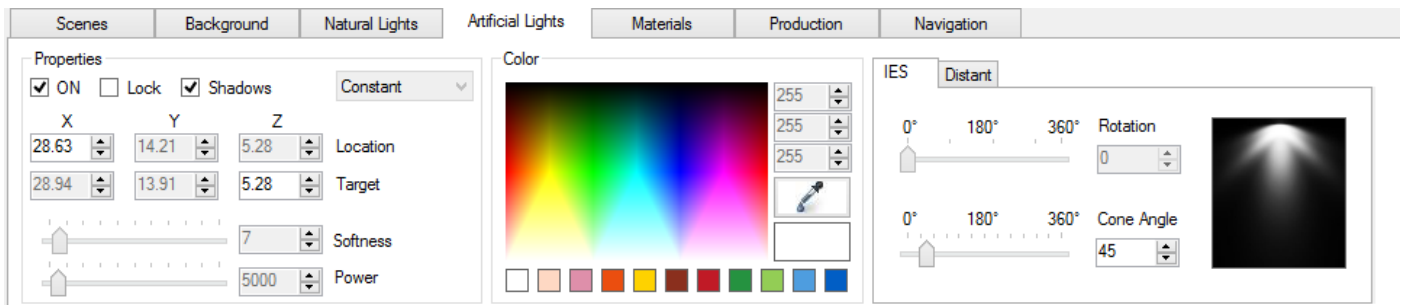 Scenes Background Natural Lights Artificial Lights Materials Production Navigation
Properties
ON Lock Shadows Constant
X Y Z
28.63 14.21 5.28 Location
28.94 13.91 5.28 Target
7 Softness
5000 Power
Color
255
255
255
IES Distant
0° 180° 360° Rotation
0
0° 180° 360° Cone Angle
45